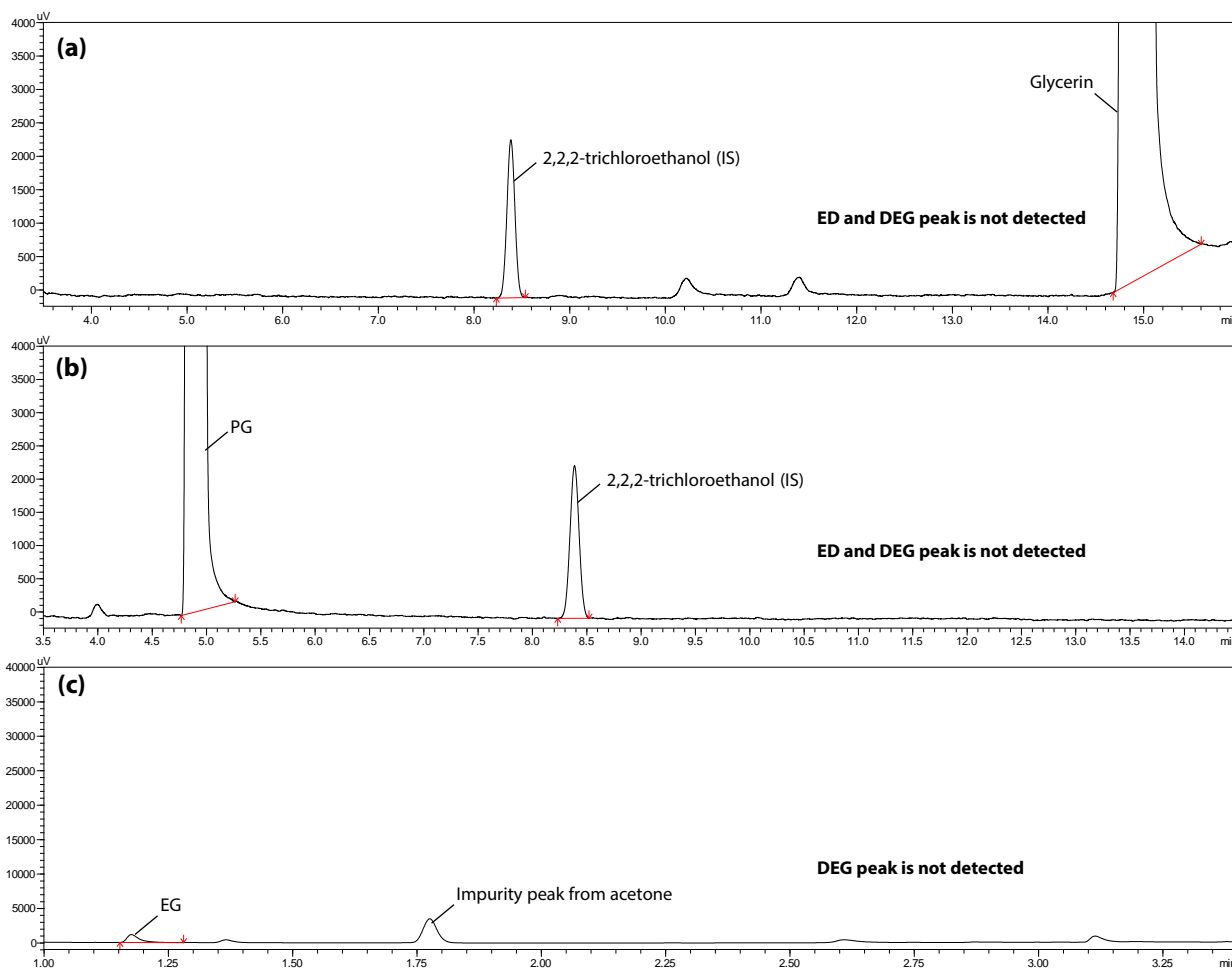 uV
4000
(a)
3500
Glycerin
3000
2500
2000
2,2,2-trichloroethanol (IS)
1500
ED and DEG peak is not detected
1000
500
0
4.0 5.0 6.0 7.0 8.0 9.0 10.0 11.0 12.0 13.0 14.0 15.0 mi
uV
4000
(b)
3500
3000
PG
2500
2000
2,2,2-trichloroethanol (IS)
1500
1000
ED and DEG peak is not detected
500
0
3.5 4.0 4.5 5.0 5.5 6.0 6.5 7.0 7.5 8.0 8.5 9.0 9.5 10.0 10.5 11.0 11.5 12.0 12.5 13.0 13.5 14.0 mi
uV
40000
(c)
35000
30000
25000
20000
15000
10000
DEG peak is not detected
5000
EG
Impurity peak from acetone
0
1.00 1.25 1.50 1.75 2.00 2.25 2.50 2.75 3.00 3.25 mi